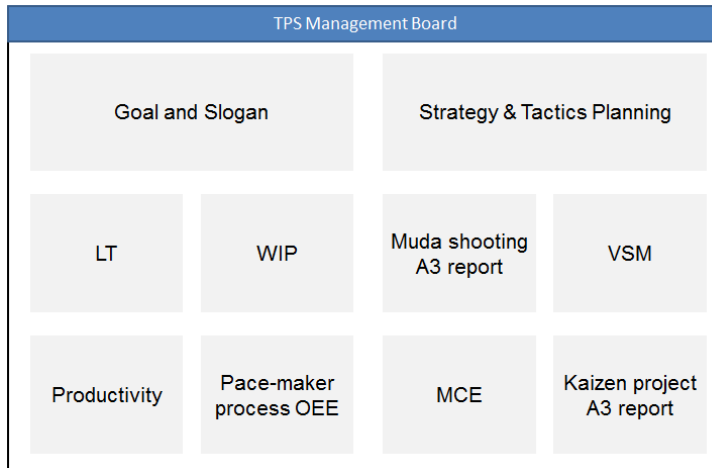 TPS Management Board
Goal and Slogan
Strategy & Tactics Planning
LT
WIP
Muda shooting
A3 report
VSM
Productivity
Pace-maker
process OEE
MCE
Kaizen project
A3 report